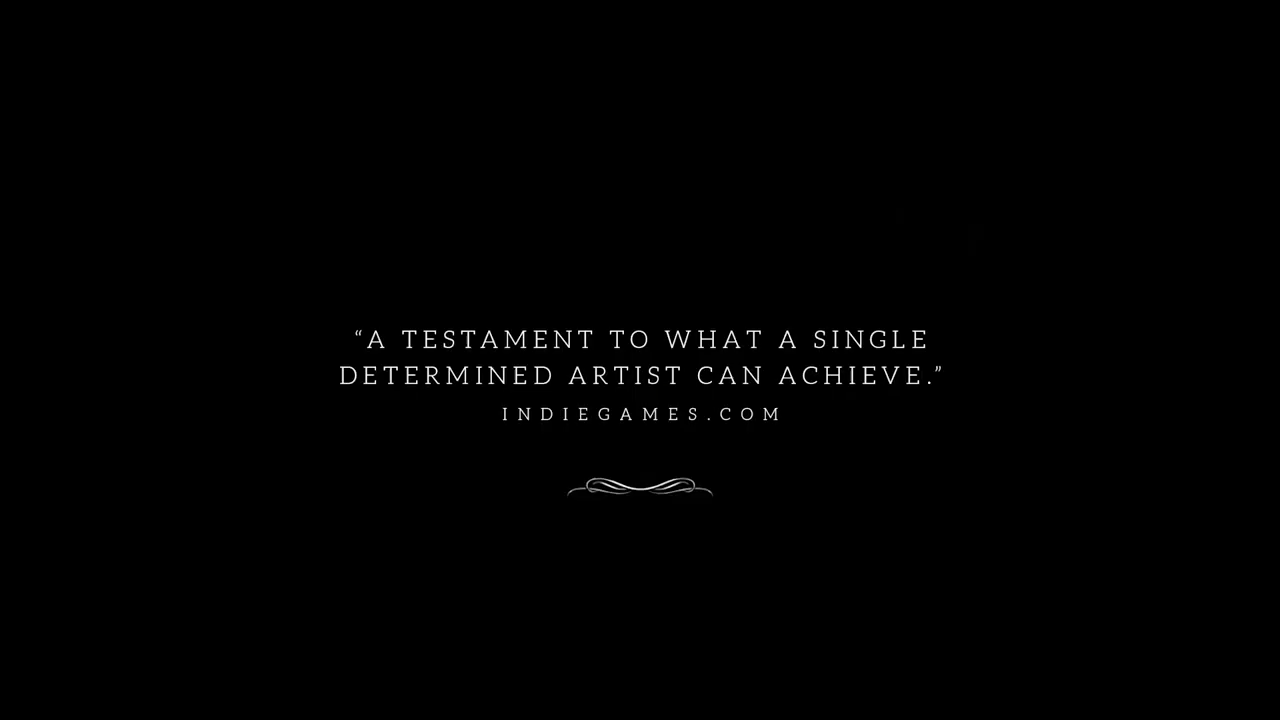 “A TESTAMENT TO WHAT A SINGLE
DETERMINED ARTIST CAN ACHIEVE.”
INDIEGAMES.COM